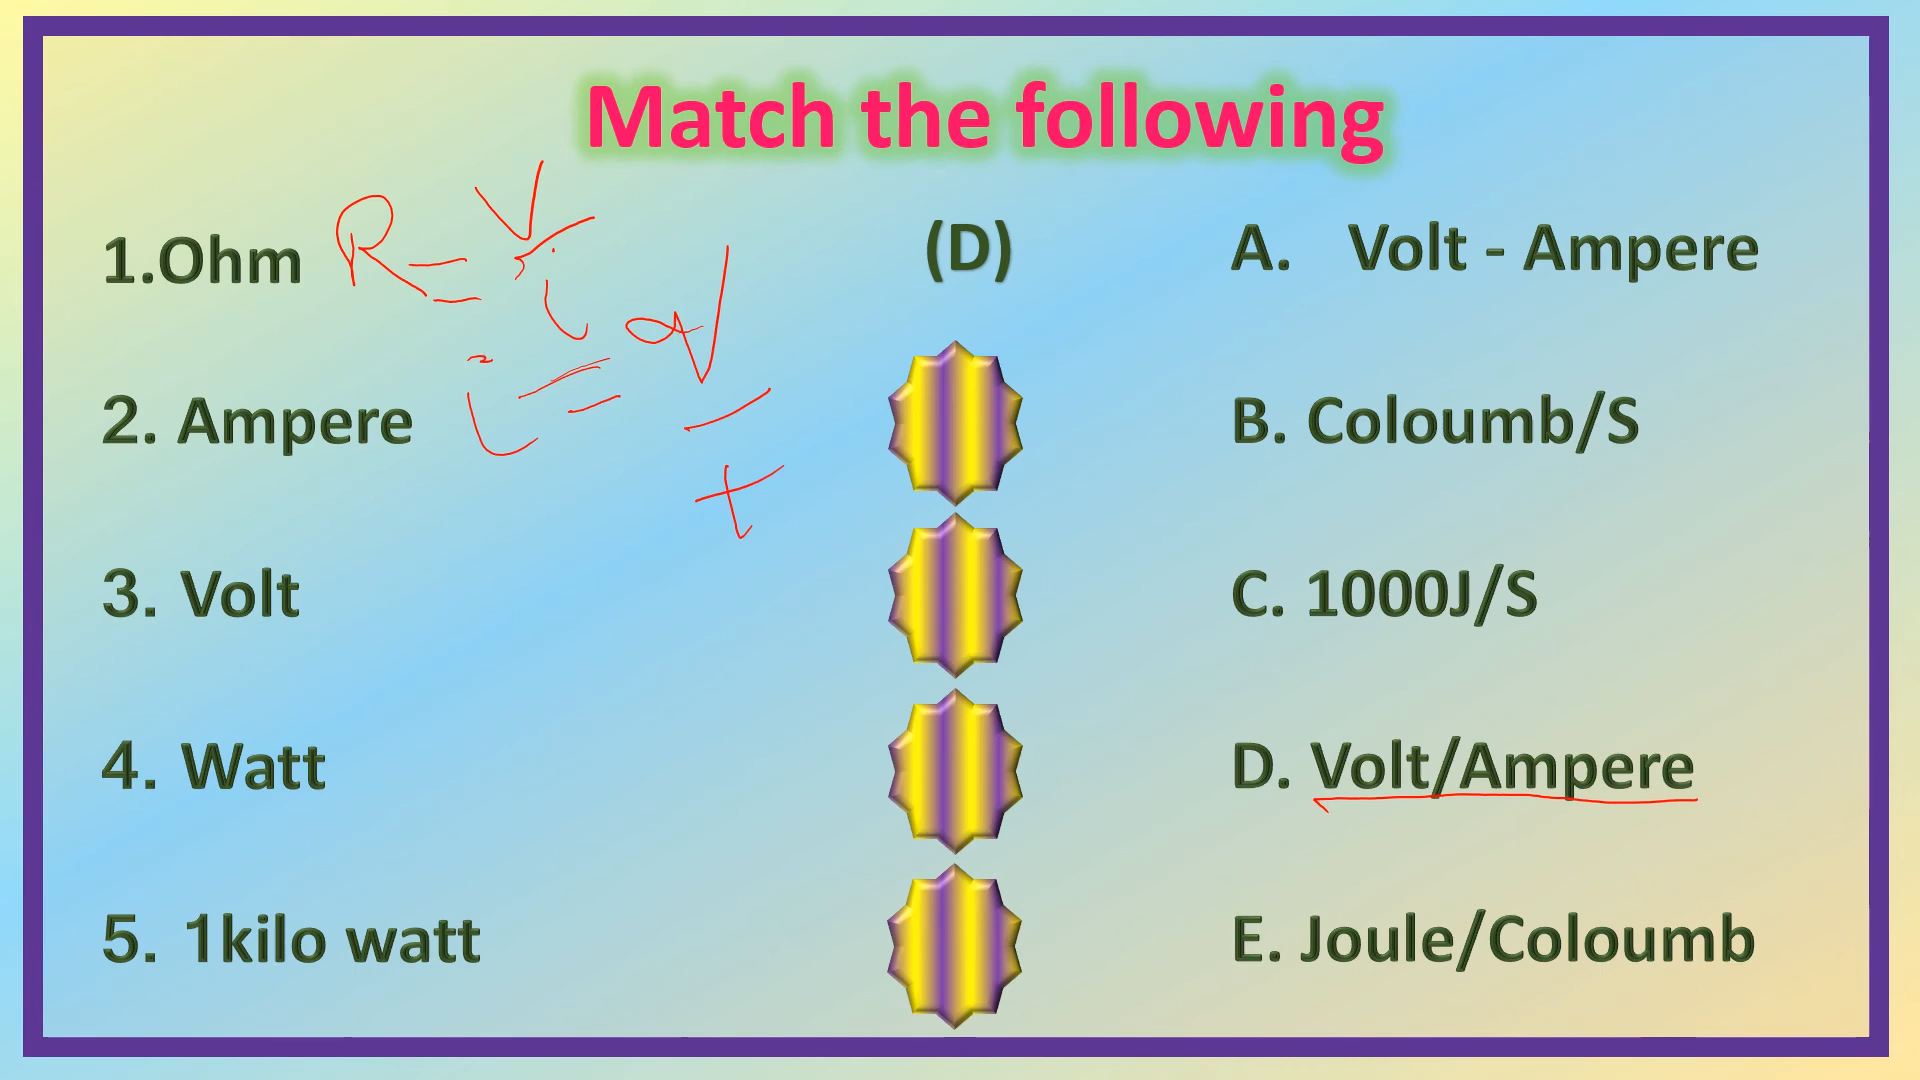 Match the following
1.Ohm R = V/i (D) A. Volt - Ampere
2. Ampere i = q/t B. Coloumb/S
3. Volt C. 1000J/S
4. Watt D. Volt/Ampere
5. 1kilo watt E. Joule/Coloumb